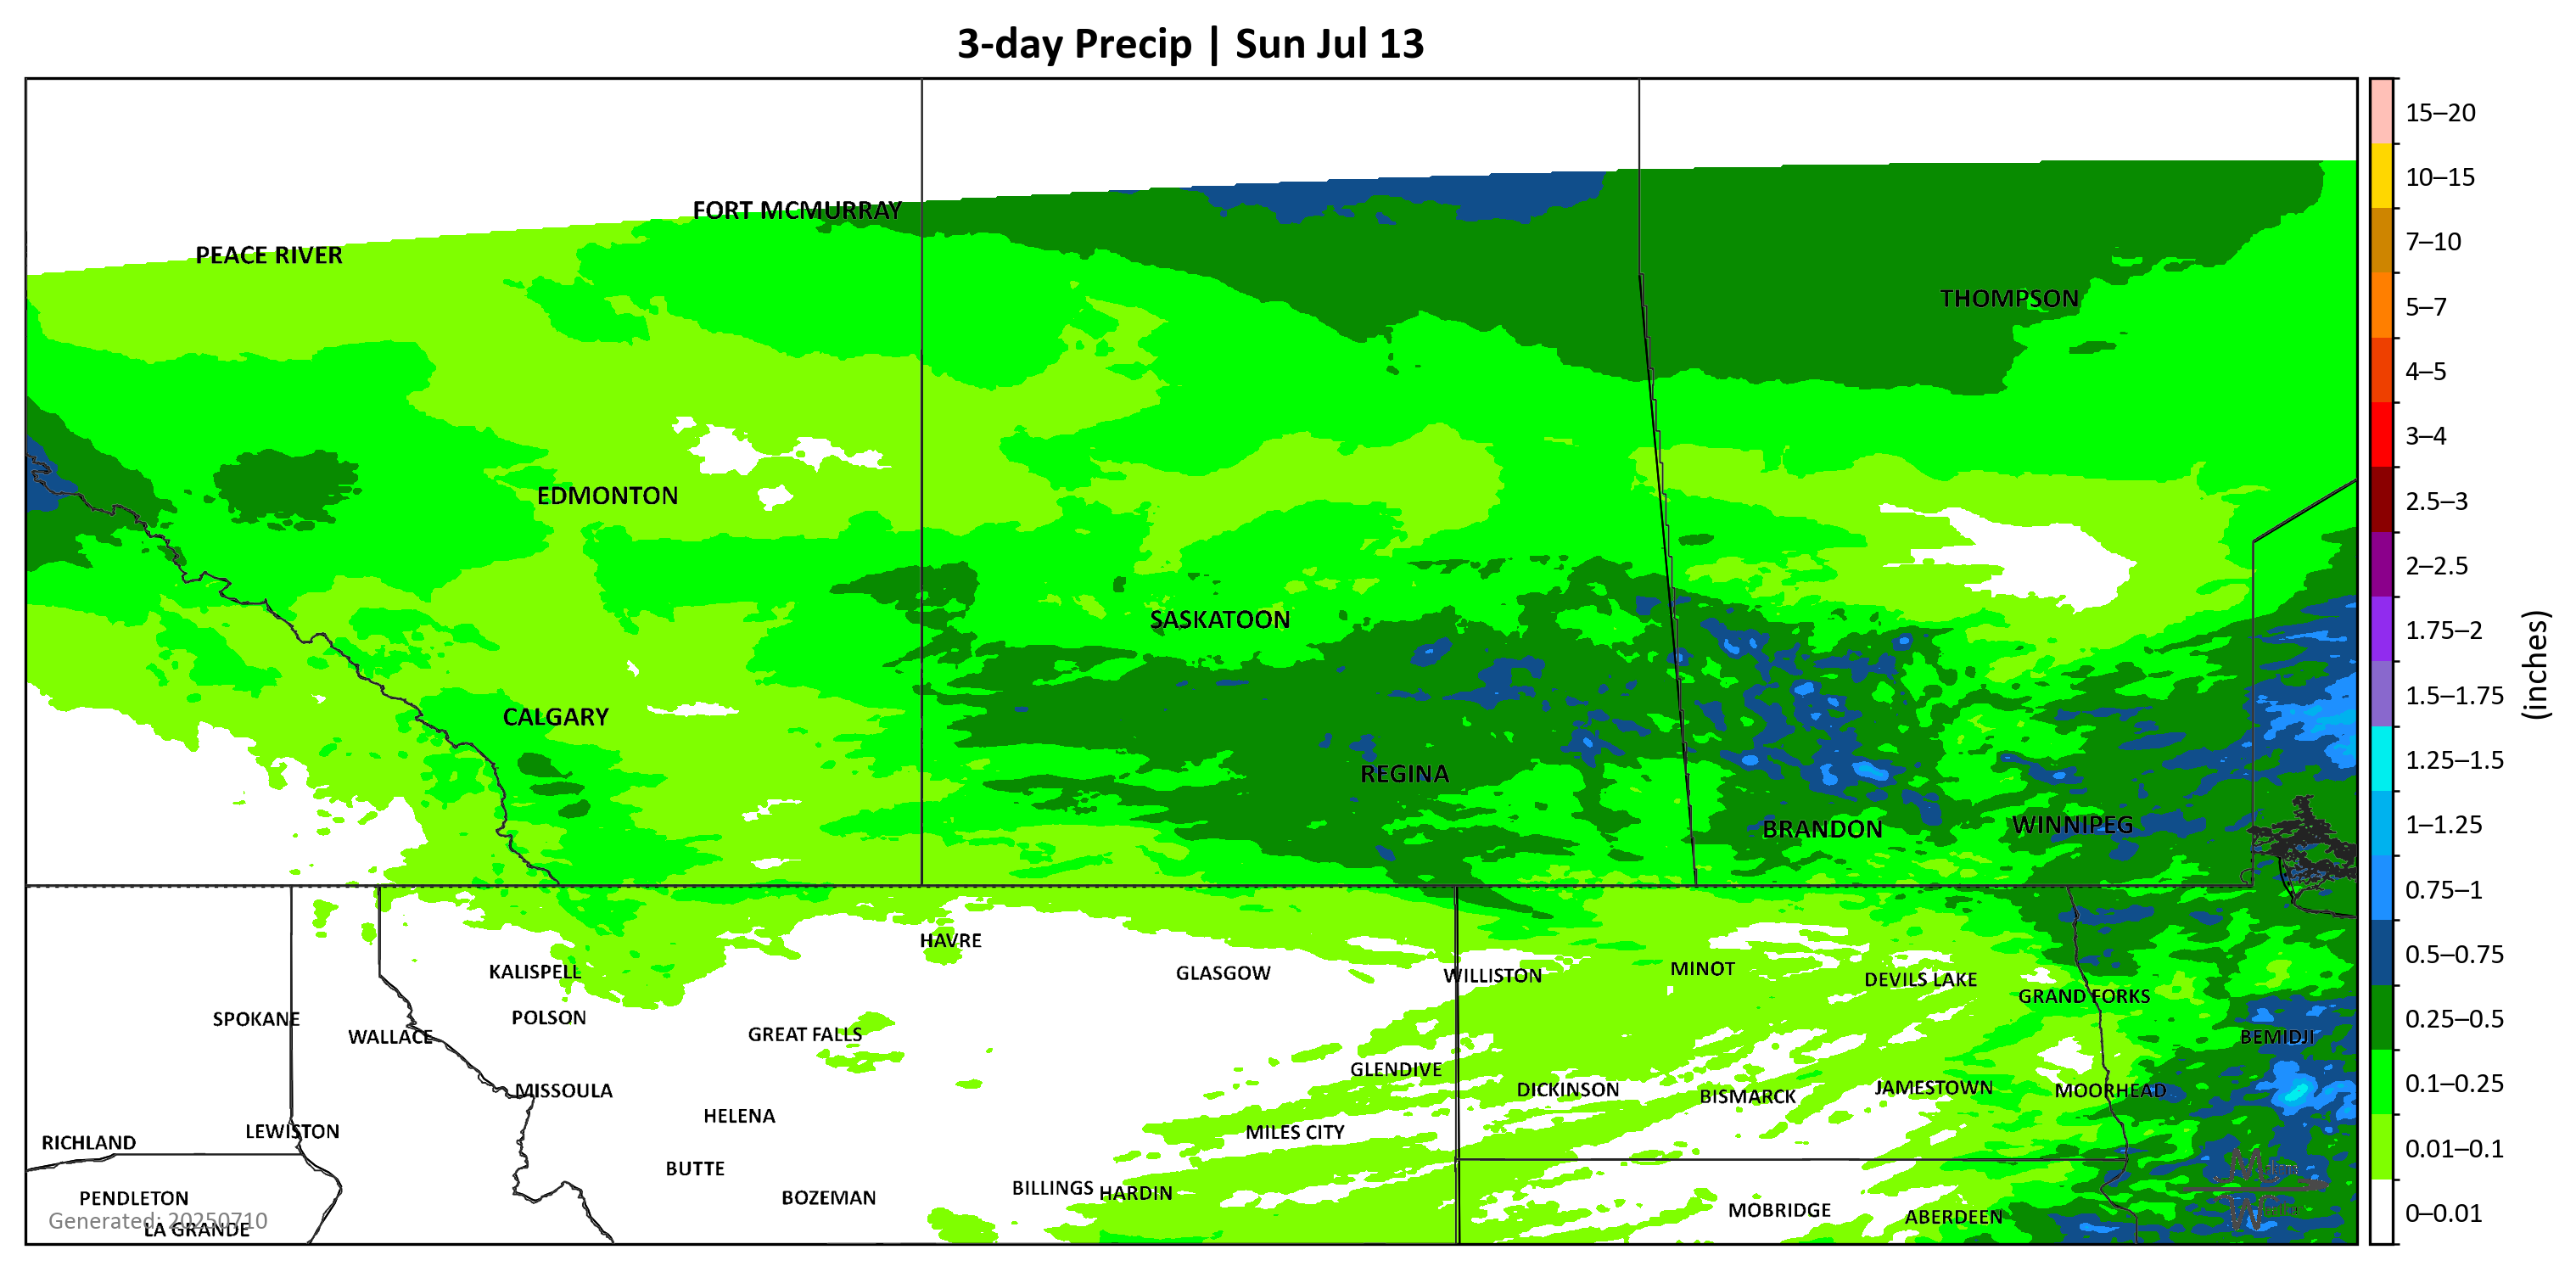 3-day Precip | Sun Jul 13
15–20
10–15
7–10
5–7
4–5
3–4
2.5–3
2–2.5
1.75–2
1.5–1.75
1.25–1.5
1–1.25
0.75–1
0.5–0.75
0.25–0.5
0.1–0.25
0.01–0.1
0–0.01
(inches)
FORT MCMURRAY
PEACE RIVER
THOMPSON
EDMONTON
SASKATOON
CALGARY
REGINA
BRANDON
WINNIPEG
HAVRE
KALISPELL
GLASGOW
WILLISTON
MINOT
DEVILS LAKE
GRAND FORKS
SPOKANE
WALLACE
POLSON
GREAT FALLS
BEMIDJI
GLENDIVE
MISSOULA
DICKINSON
BISMARCK
JAMESTOWN
MOORHEAD
HELENA
RICHLAND
LEWISTON
MILES CITY
BUTTE
PENDLETON
BOZEMAN
BILLINGS
HARDIN
MOBRIDGE
ABERDEEN
Generated: 20250710
LA GRANDE